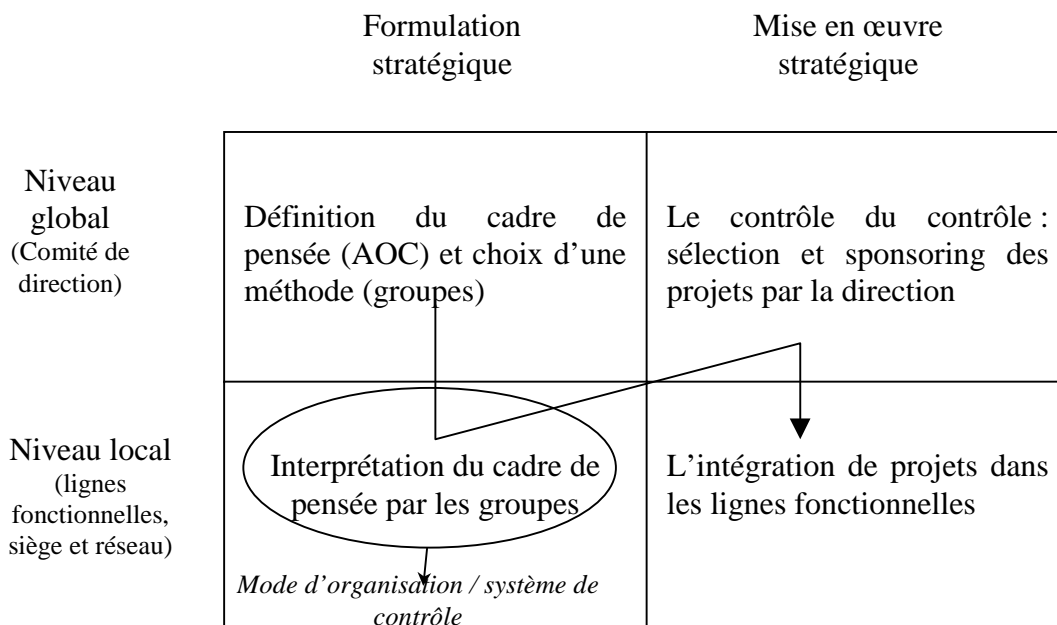 Formulation
stratégique
Mise en œuvre
stratégique
Niveau
global
(Comité de
direction)
Définition du cadre de
pensée (AOC) et choix d’une
méthode (groupes)
Le contrôle du contrôle :
sélection et sponsoring des
projets par la direction
Niveau local
(lignes
fonctionnelles,
siège et réseau)
Interprétation du cadre de
pensée par les groupes
Mode d’organisation / système de
contrôle
L’intégration de projets dans
les lignes fonctionnelles